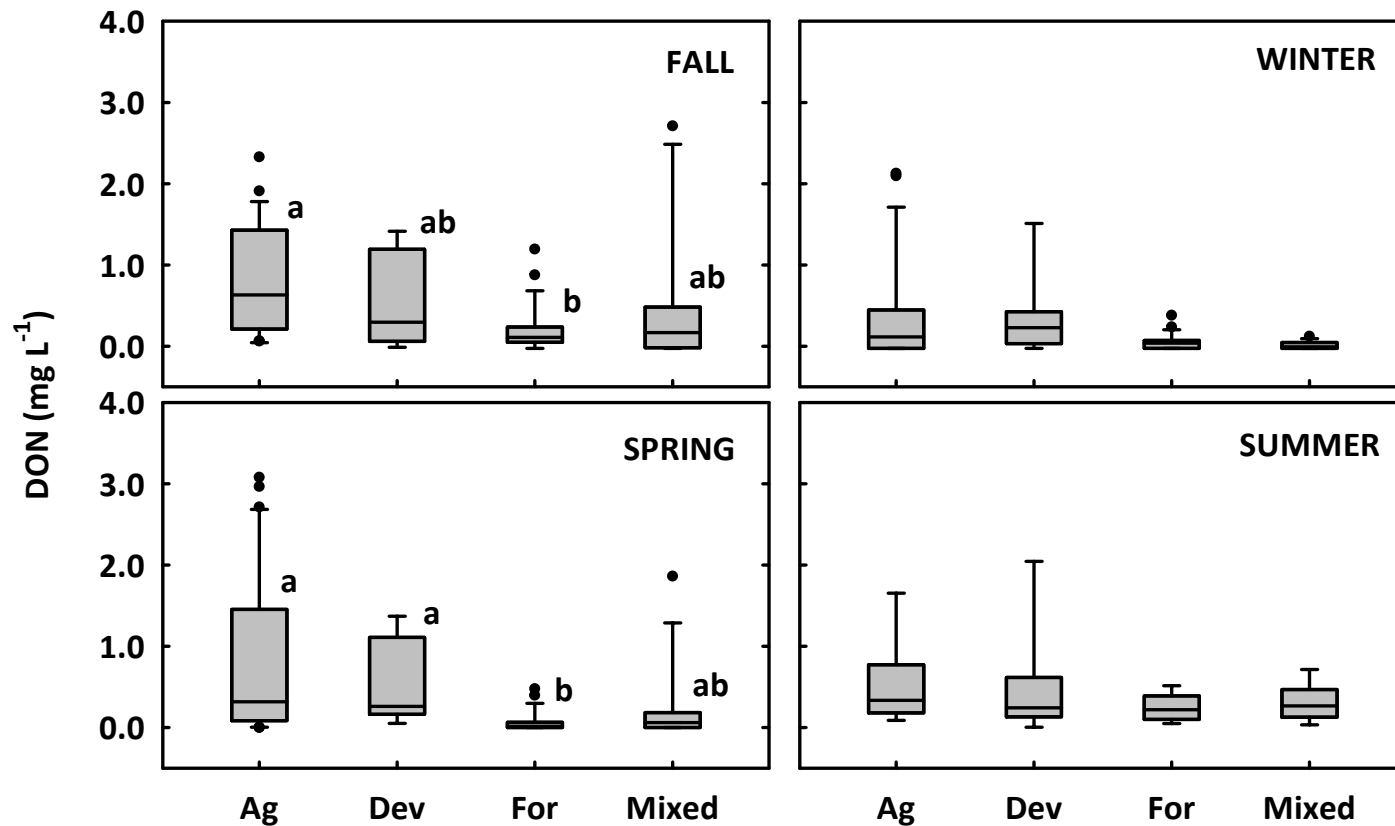 DON (mg L⁻¹)
4.0
3.0
2.0
1.0
0.0
FALL
a
ab
b
ab
WINTER
4.0
3.0
2.0
1.0
0.0
SPRING
a
a
b
ab
SUMMER
Ag Dev For Mixed
Ag Dev For Mixed